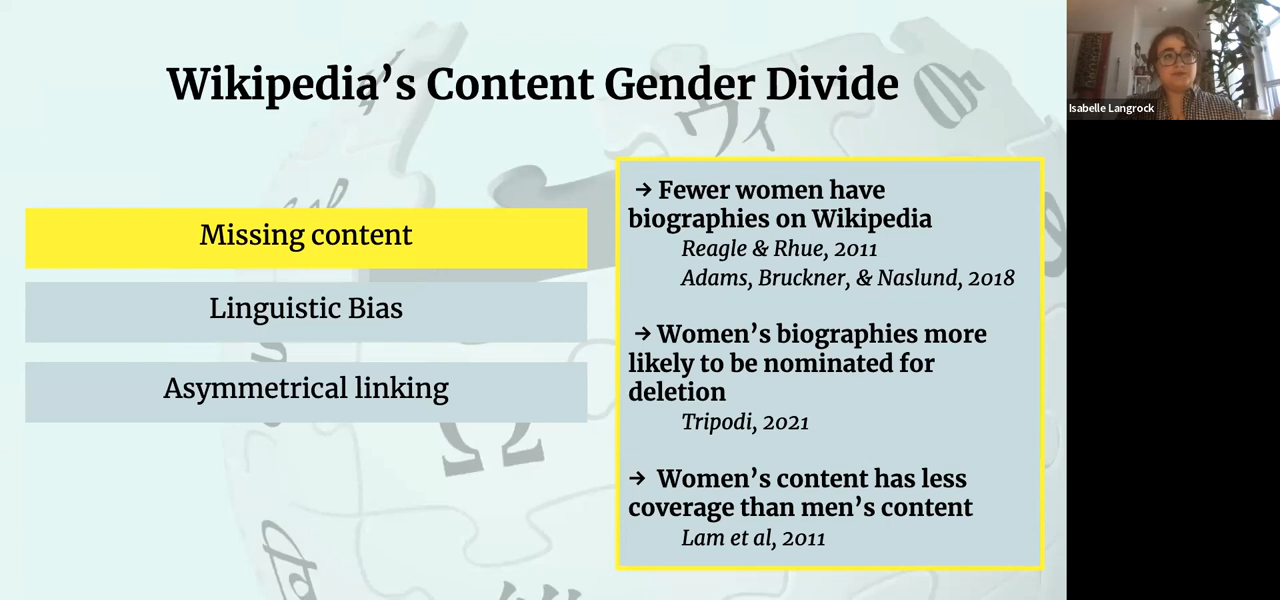 Wikipedia’s Content Gender Divide
Missing content
Linguistic Bias
Asymmetrical linking
→ Fewer women have
biographies on Wikipedia
Reagle & Rhue, 2011
Adams, Bruckner, & Naslund, 2018
→ Women’s biographies more
likely to be nominated for
deletion
Tripodi, 2021
→ Women’s content has less
coverage than men’s content
Lam et al, 2011
Isabelle Langrock
Ω